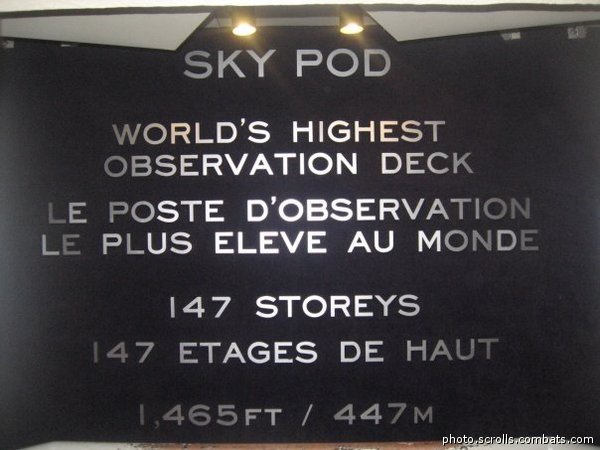 SKY POD
WORLD'S HIGHEST
OBSERVATION DECK
LE POSTE D'OBSERVATION
LE PLUS ELEVE AU MONDE
147 STOREYS
147 ETAGES DE HAUT
1,465FT / 447M
photo.scrolls.combats.com